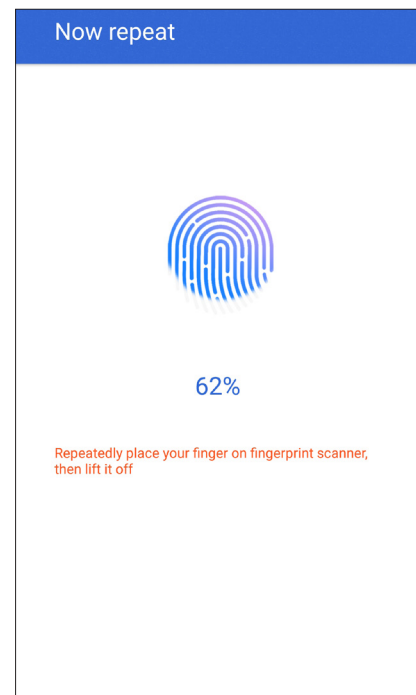 Now repeat
62%
Repeatedly place your finger on fingerprint scanner,
then lift it off